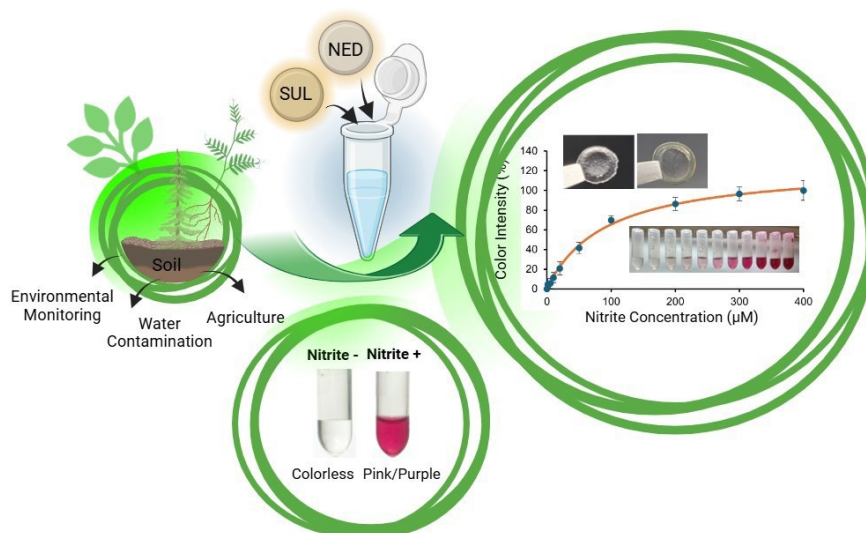 NED
SUL
Soil
Environmental
Monitoring
Water
Contamination
Agriculture
Nitrite - Nitrite +
Colorless Pink/Purple
Color Intensity (%)
140
120
100
80
60
40
20
0
0 100 200 300 400
Nitrite Concentration (µM)